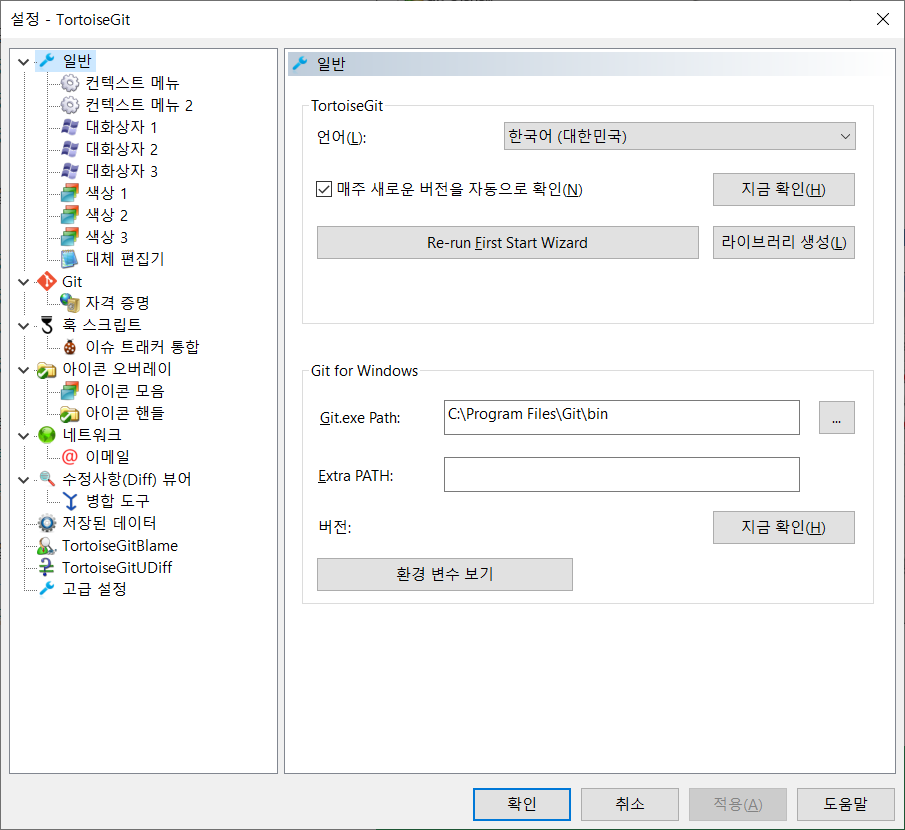 설정 - TortoiseGit
일반
컨텍스트 메뉴
컨텍스트 메뉴 2
대화상자 1
대화상자 2
대화상자 3
색상 1
색상 2
색상 3
대체 편집기
Git
자격 증명
훅 스크립트
이슈 트래커 통합
아이콘 오버레이
아이콘 모음
아이콘 핸들
네트워크
이메일
수정사항(Diff) 뷰어
병합 도구
저장된 데이터
TortoiseGitBlame
TortoiseGitUDiff
고급 설정
일반
TortoiseGit
언어(L): 한국어 (대한민국)
매주 새로운 버전을 자동으로 확인(N) 지금 확인(H)
Re-run First Start Wizard 라이브러리 생성(L)
Git for Windows
Git.exe Path: C:\Program Files\Git\bin ...
Extra PATH:
버전: 지금 확인(H)
환경 변수 보기
확인 취소 적용(A) 도움말